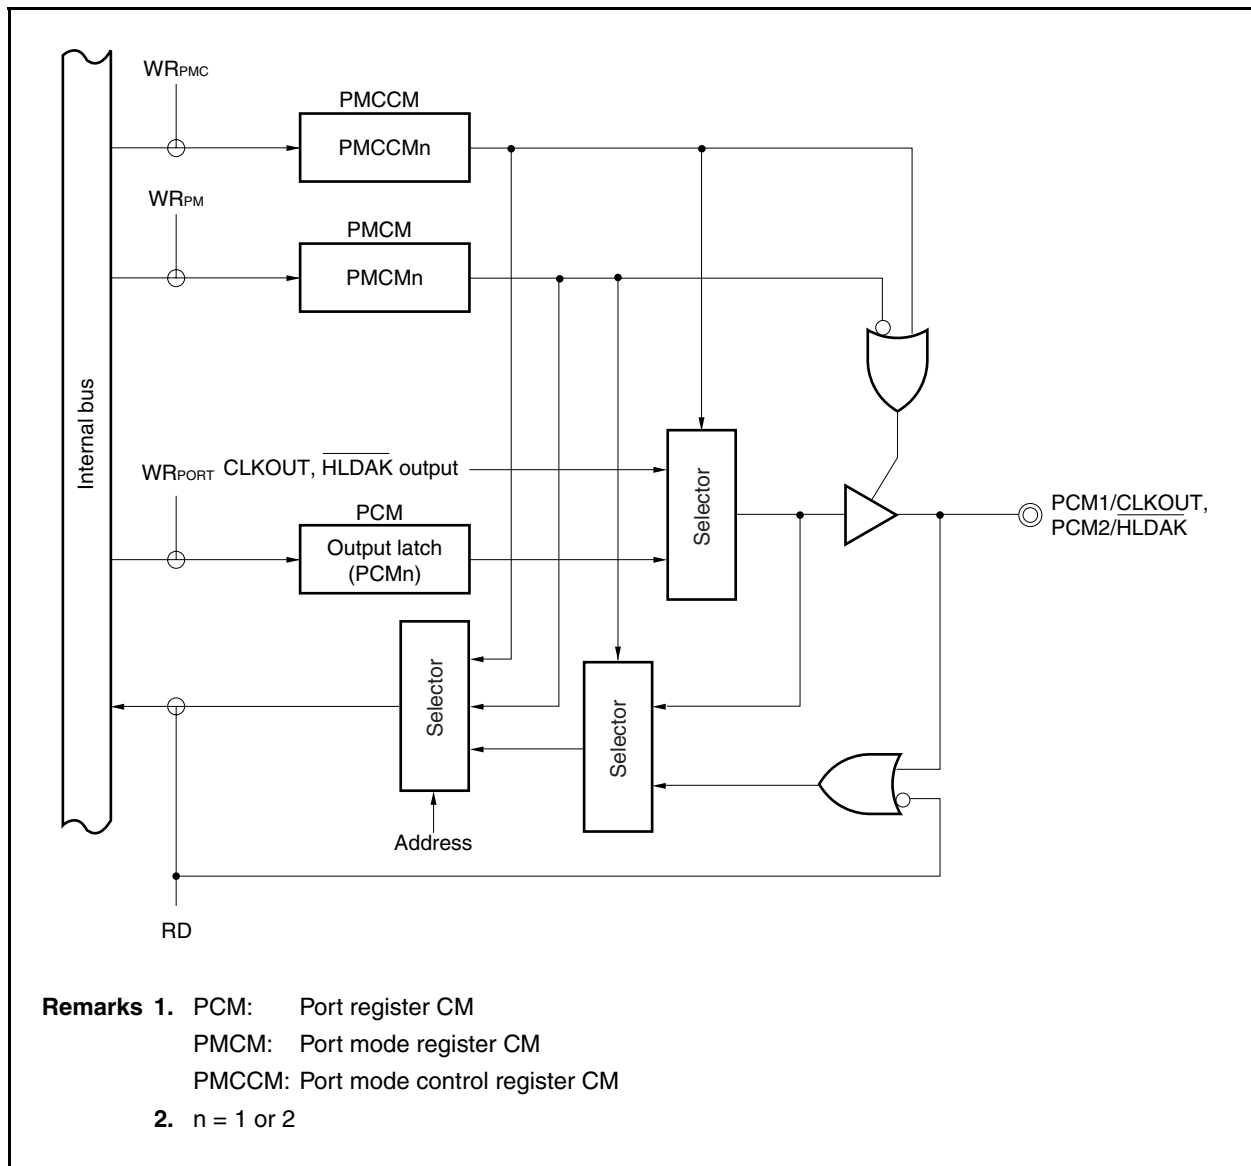 WRPMC
PMCCM
PMCCMn
WRPM
PMCM
PMCMn
Internal bus
WRPORT
CLKOUT, H̅L̅D̅A̅K̅ output
PCM
Output latch
(PCMn)
Selector
PCM1/CLKOUT,
PCM2/H̅L̅D̅A̅K̅
Selector
Selector
Address
RD
Remarks 1. PCM: Port register CM
PMCM: Port mode register CM
PMCCM: Port mode control register CM
2. n = 1 or 2